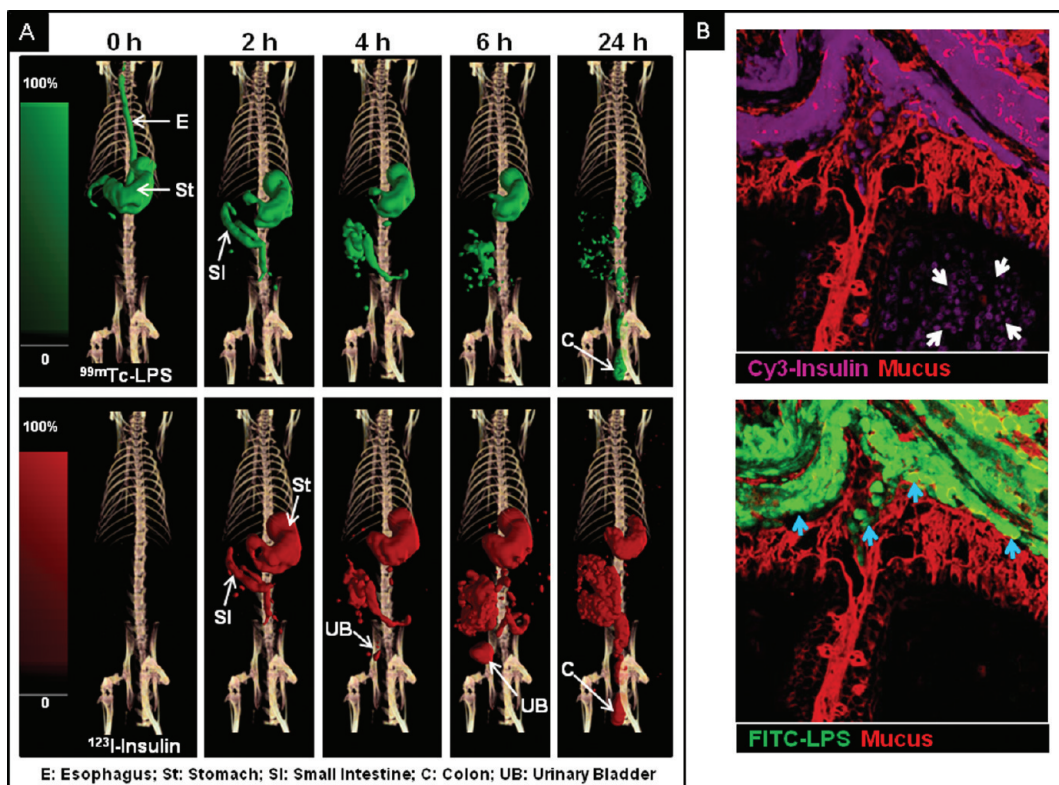 A
0 h
2 h
4 h
6 h
24 h
100%
E
St
SI
C
0
99mTc-LPS
100%
St
SI
UB
UB
C
0
123I-Insulin
E: Esophagus; St: Stomach; SI: Small Intestine; C: Colon; UB: Urinary Bladder
B
Cy3-Insulin Mucus
FITC-LPS Mucus